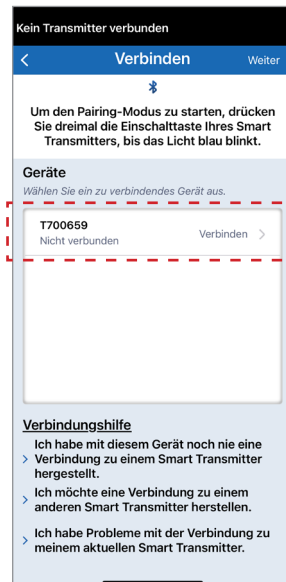 Kein Transmitter verbunden
Verbinden
Weiter
Um den Pairing-Modus zu starten, drücken
Sie dreimal die Einschalttaste Ihres Smart
Transmitters, bis das Licht blau blinkt.
Geräte
Wählen Sie ein zu verbindendes Gerät aus.
T700659
Nicht verbunden
Verbinden
Verbindungshilfe
Ich habe mit diesem Gerät noch nie eine
Verbindung zu einem Smart Transmitter
hergestellt.
Ich möchte eine Verbindung zu einem
anderen Smart Transmitter herstellen.
Ich habe Probleme mit der Verbindung zu
meinem aktuellen Smart Transmitter.